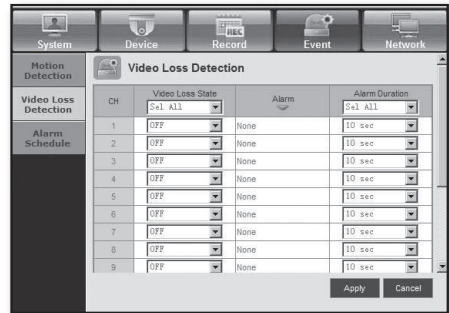 REC
System Device Record Event Network
Motion Detection
Video Loss Detection
Alarm Schedule
Video Loss Detection
CH Video Loss State Alarm Alarm Duration
Sel All Sel All
1 OFF None 10 sec
2 OFF None 10 sec
3 OFF None 10 sec
4 OFF None 10 sec
5 OFF None 10 sec
6 OFF None 10 sec
7 OFF None 10 sec
8 OFF None 10 sec
9 OFF None 10 sec
Apply Cancel